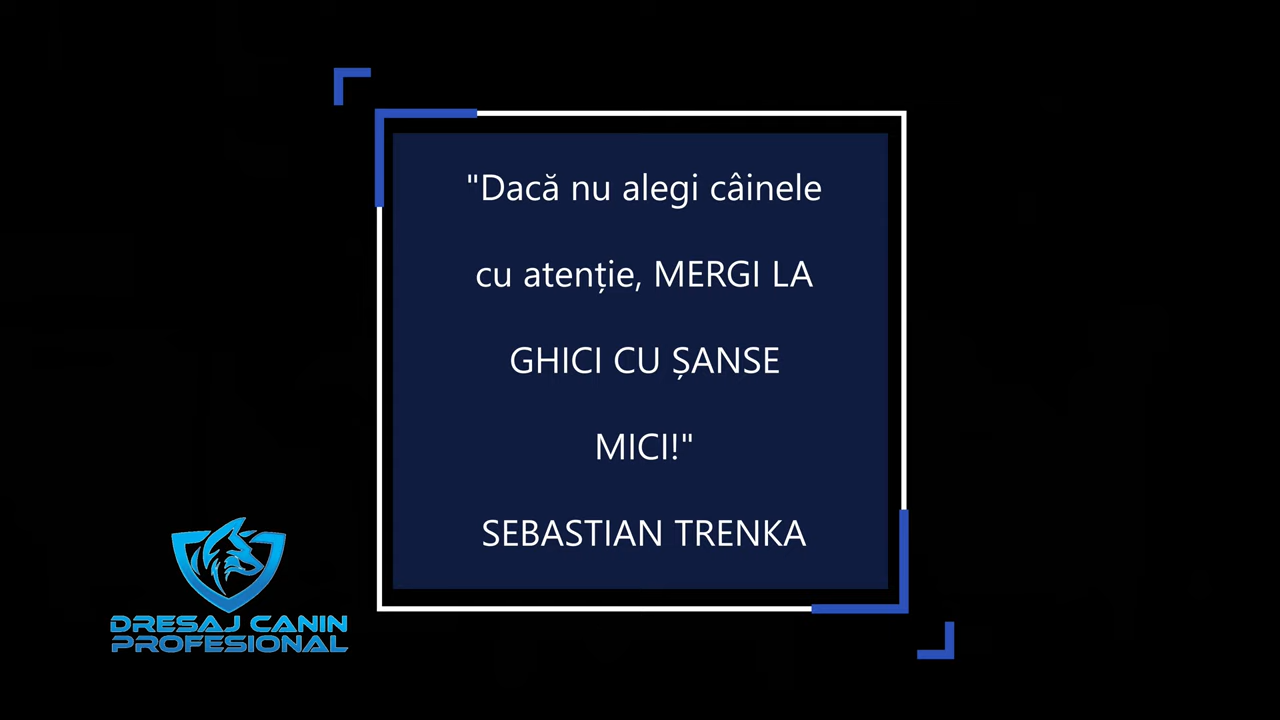 "Dacă nu alegi câinele
cu atenție, MERGI LA
GHICI CU ȘANSE
MICI!"
SEBASTIAN TRENKA
DRESAJ CANIN
PROFESIONAL